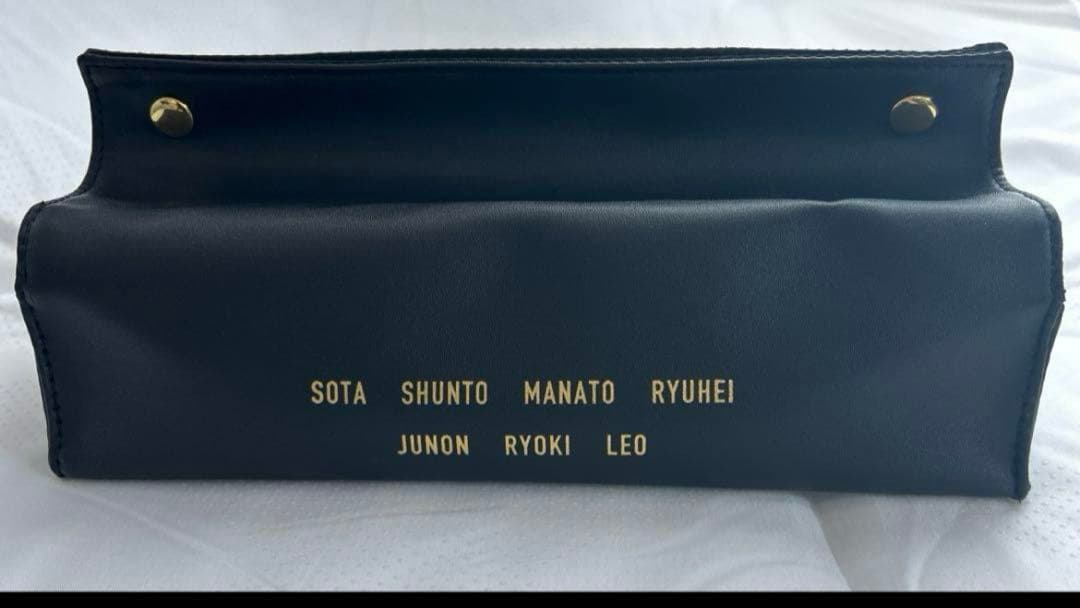 SOTA SHUNTO MANATO RYUHEI
JUNON RYOKI LEO